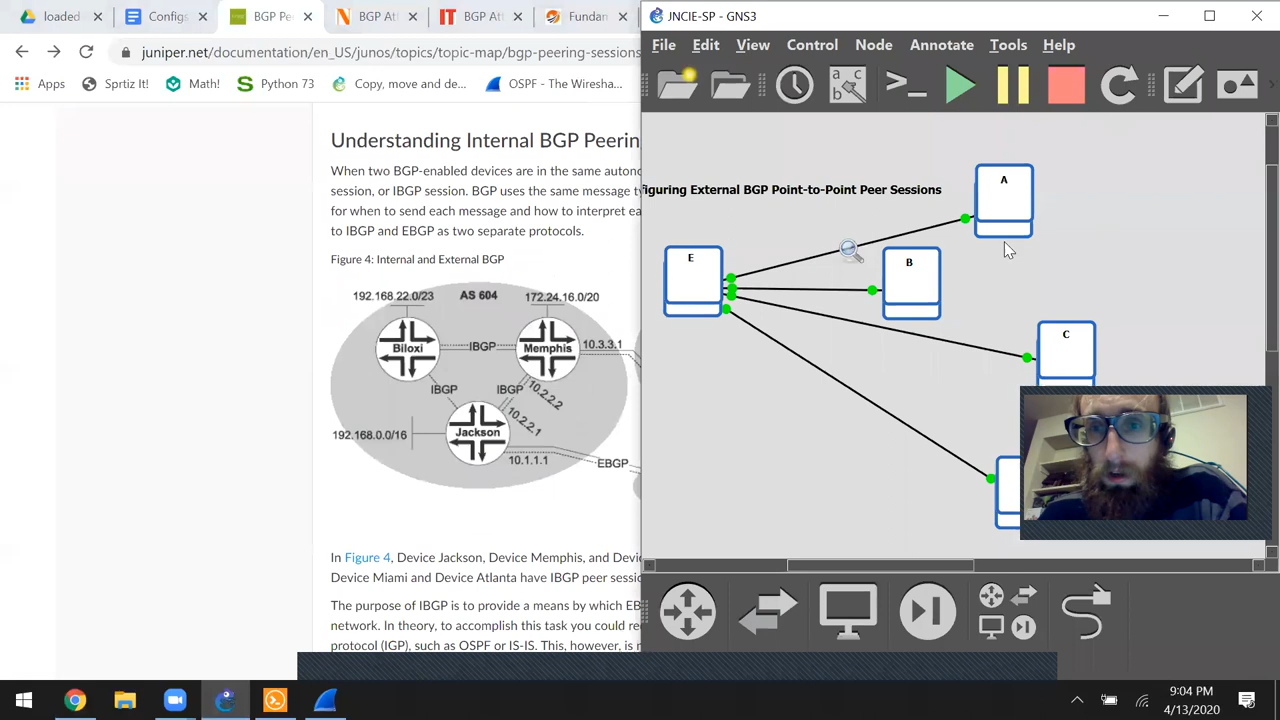 loaded
Configs
BGP Pe
BGP At
IT BGP At
Fundan
juniper.net/documentation/en_US/junos/topics/topic-map/bgp-peering-sessions
Apps
Sprtiz It!
Math!
Python 73
Copy, move and de...
OSPF - The Wiresha...
Understanding Internal BGP Peerin
When two BGP-enabled devices are in the same auton
session, or IBGP session. BGP uses the same message ty
for when to send each message and how to interpret ea
to IBGP and EBGP as two separate protocols.
Figure 4: Internal and External BGP
192.168.22.0/23
AS 604
172.24.16.0/20
Biloxi
IBGP
Memphis
10.3.3.1
IBGP
IBGP
10.2.2.2
10.2.2.1
Jackson
192.168.0.0/16
10.1.1.1
EBGP
In Figure 4, Device Jackson, Device Memphis, and Devi
Device Miami and Device Atlanta have IBGP peer sessi
The purpose of IBGP is to provide a means by which EB
network. In theory, to accomplish this task you could re
protocol (IGP), such as OSPF or IS-IS. This, however, is n
JNCIE-SP - GNS3
File
Edit
View
Control
Node
Annotate
Tools
Help
a c
b
figuring External BGP Point-to-Point Peer Sessions
A
E
B
C
9:04 PM
4/13/2020